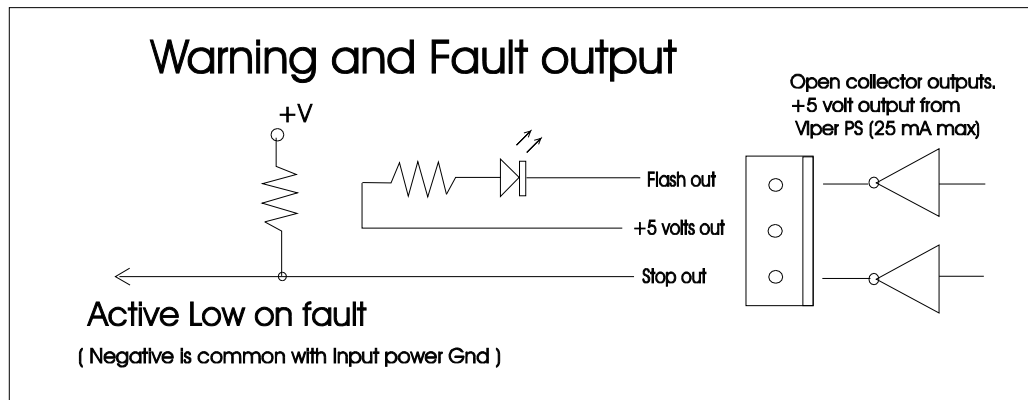 Warning and Fault output
Open collector outputs.
+5 volt output from
Viper PS (25 mA max)
+V
Flash out
+5 volts out
Stop out
Active Low on fault
( Negative is common with Input power Gnd )